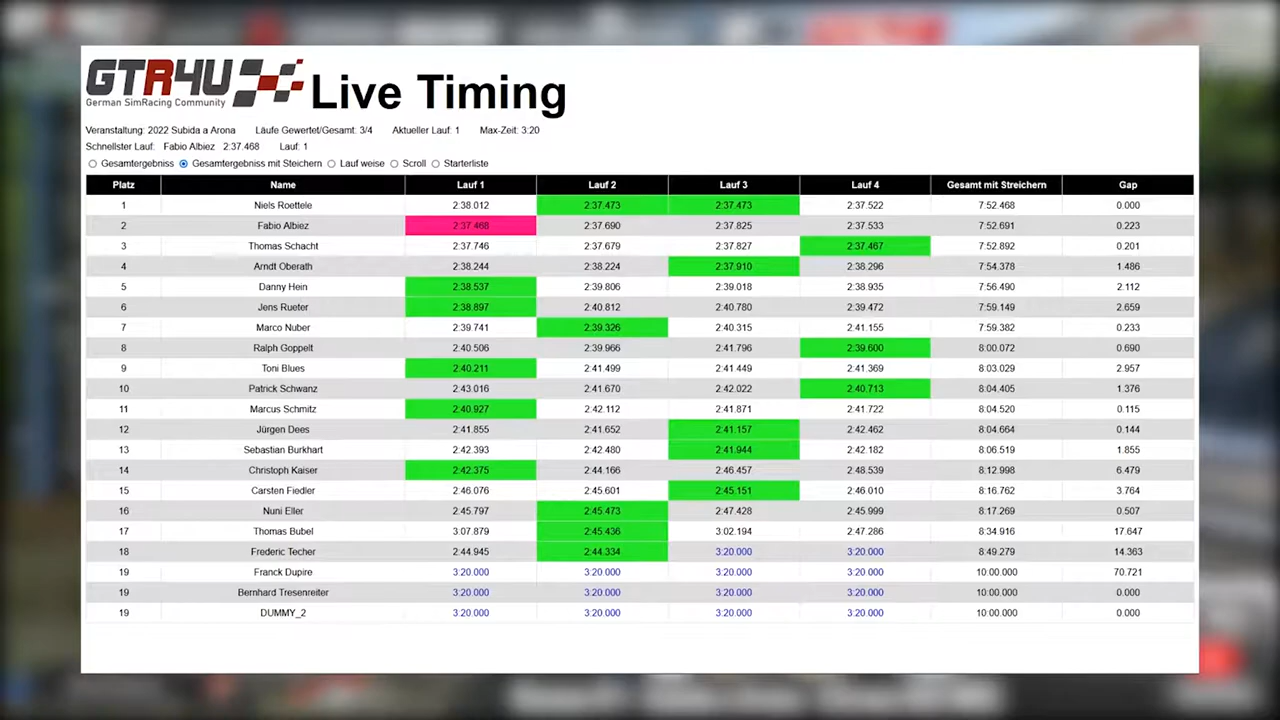 GTR4U
German SimRacing Community
Live Timing
Veranstaltung: 2022 Subida a Arona Läufe Gewertet/Gesamt: 3/4 Aktueller Lauf: 1 Max-Zeit: 3:20
Schnellster Lauf: Fabio Albiez 2:37.468 Lauf: 1
Gesamtergebniss Gesamtergebniss mit Steichern Lauf weise Scroll Starterliste
Platz Name Lauf 1 Lauf 2 Lauf 3 Lauf 4 Gesamt mit Streichern Gap
1 Niels Roettele 2:38.012 2:37.473 2:37.473 2:37.522 7:52.468 0.000
2 Fabio Albiez 2:37.468 2:37.690 2:37.825 2:37.533 7:52.691 0.223
3 Thomas Schacht 2:37.746 2:37.679 2:37.827 2:37.467 7:52.892 0.201
4 Arndt Oberath 2:38.244 2:38.224 2:37.910 2:38.296 7:54.378 1.486
5 Danny Hein 2:38.537 2:39.806 2:39.018 2:38.935 7:56.490 2.112
6 Jens Rueter 2:38.897 2:40.812 2:40.780 2:39.472 7:59.149 2.659
7 Marco Nuber 2:39.741 2:39.326 2:40.315 2:41.155 7:59.382 0.233
8 Ralph Goppelt 2:40.506 2:39.966 2:41.796 2:39.600 8:00.072 0.690
9 Toni Blues 2:40.211 2:41.499 2:41.449 2:41.369 8:03.029 2.957
10 Patrick Schwanz 2:43.016 2:41.670 2:42.022 2:40.713 8:04.405 1.376
11 Marcus Schmitz 2:40.927 2:42.112 2:41.871 2:41.722 8:04.520 0.115
12 Jürgen Dees 2:41.855 2:41.652 2:41.157 2:42.462 8:04.664 0.144
13 Sebastian Burkhart 2:42.393 2:42.480 2:41.944 2:42.182 8:06.519 1.855
14 Christoph Kaiser 2:42.375 2:44.166 2:46.457 2:48.539 8:12.998 6.479
15 Carsten Fiedler 2:46.076 2:45.601 2:45.151 2:46.010 8:16.762 3.764
16 Nuni Eller 2:45.797 2:45.473 2:47.428 2:45.999 8:17.269 0.507
17 Thomas Bubel 3:07.879 2:45.436 3:02.194 2:47.286 8:34.916 17.647
18 Frederic Techer 2:44.945 2:44.334 3:20.000 3:20.000 8:49.279 14.363
19 Franck Dupire 3:20.000 3:20.000 3:20.000 3:20.000 10:00.000 70.721
19 Bernhard Tresenreiter 3:20.000 3:20.000 3:20.000 3:20.000 10:00.000 0.000
19 DUMMY_2 3:20.000 3:20.000 3:20.000 3:20.000 10:00.000 0.000